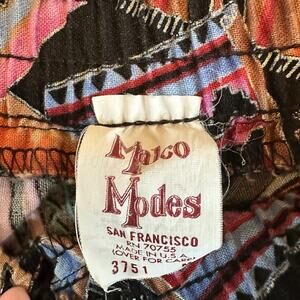 Malco
Modes
SAN FRANCISCO
RN 70755
MADE IN U.S.A.
(OVER FOR CARE)
3751